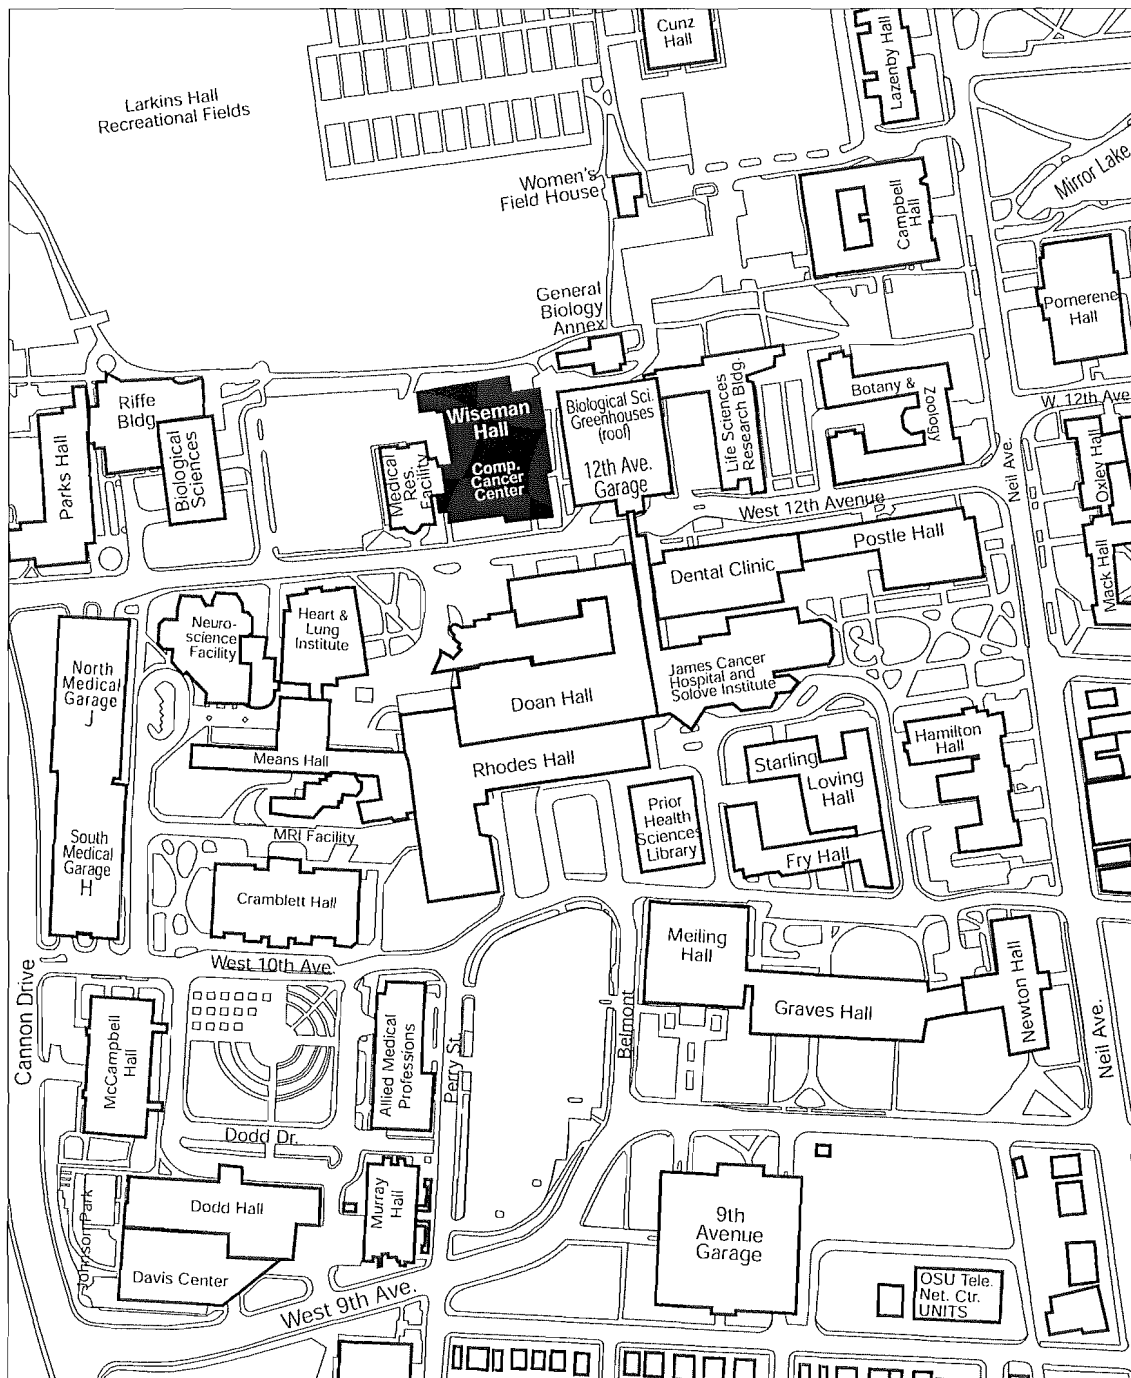 Cunz
Hall
Lazenby Hall
Larkins Hall
Recreational Fields
Mirror Lake
Women's
Field House
Campbell
Hall
General
Biology
Annex
Pomerene
Hall
Riffe
Bldg.
Parks Hall
Biological
Sciences
Wiseman
Hall
Comp.
Cancer
Center
Medical
Res.
Facility
Biological Sci.
Greenhouses
(roof)
12th Ave.
Garage
Life Sciences
Research Bldg.
Botany &
Zoology
W. 12th Ave
Neil Ave.
Oxley Hall
Mack Hall
West 12th Avenue
Postle Hall
Dental Clinic
Neuro-
science
Facility
Heart &
Lung
Institute
North
Medical
Garage
J
Doan Hall
James Cancer
Hospital and
Solove Institute
Means Hall
Rhodes Hall
Starling
Loving
Hall
Hamilton
Hall
MRI Facility
Prior
Health
Sciences
Library
Fry Hall
South
Medical
Garage
H
Cramblett Hall
West 10th Ave
Meiling
Hall
Graves Hall
Newton Hall
Cannon Drive
McCampbell
Hall
Allied Medical
Professions
Perry St.
Belmont
Neil Ave.
Dodd Dr.
Johnson Park
Dodd Hall
Murray
Hall
9th
Avenue
Garage
Davis Center
West 9th Ave.
OSU Tele.
Net. Ctr.
UNITS